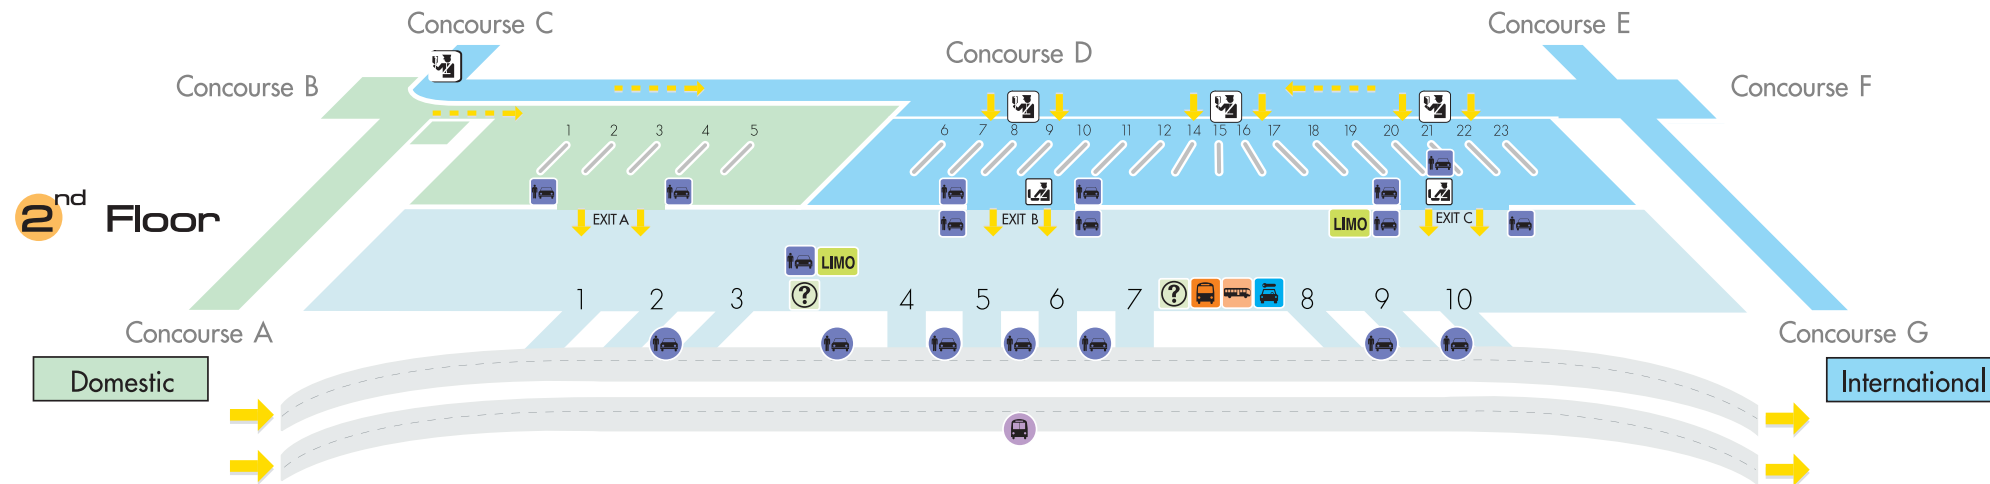 Concourse C
Concourse E
Concourse D
Concourse B
Concourse F
1 2 3 4 5
6 7 8 9 10 11 12 14 15 16 17 18 19 20 21 22 23
2nd Floor
EXIT A
EXIT B
LIMO
EXIT C
LIMO
?
?
1 2 3 4 5 6 7 8 9 10
Concourse A
Concourse G
Domestic
International